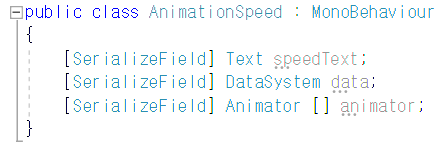 public class AnimationSpeed : MonoBehaviour
{
[SerializeField] Text speedText;
[SerializeField] DataSystem data;
[SerializeField] Animator [] animator;
}